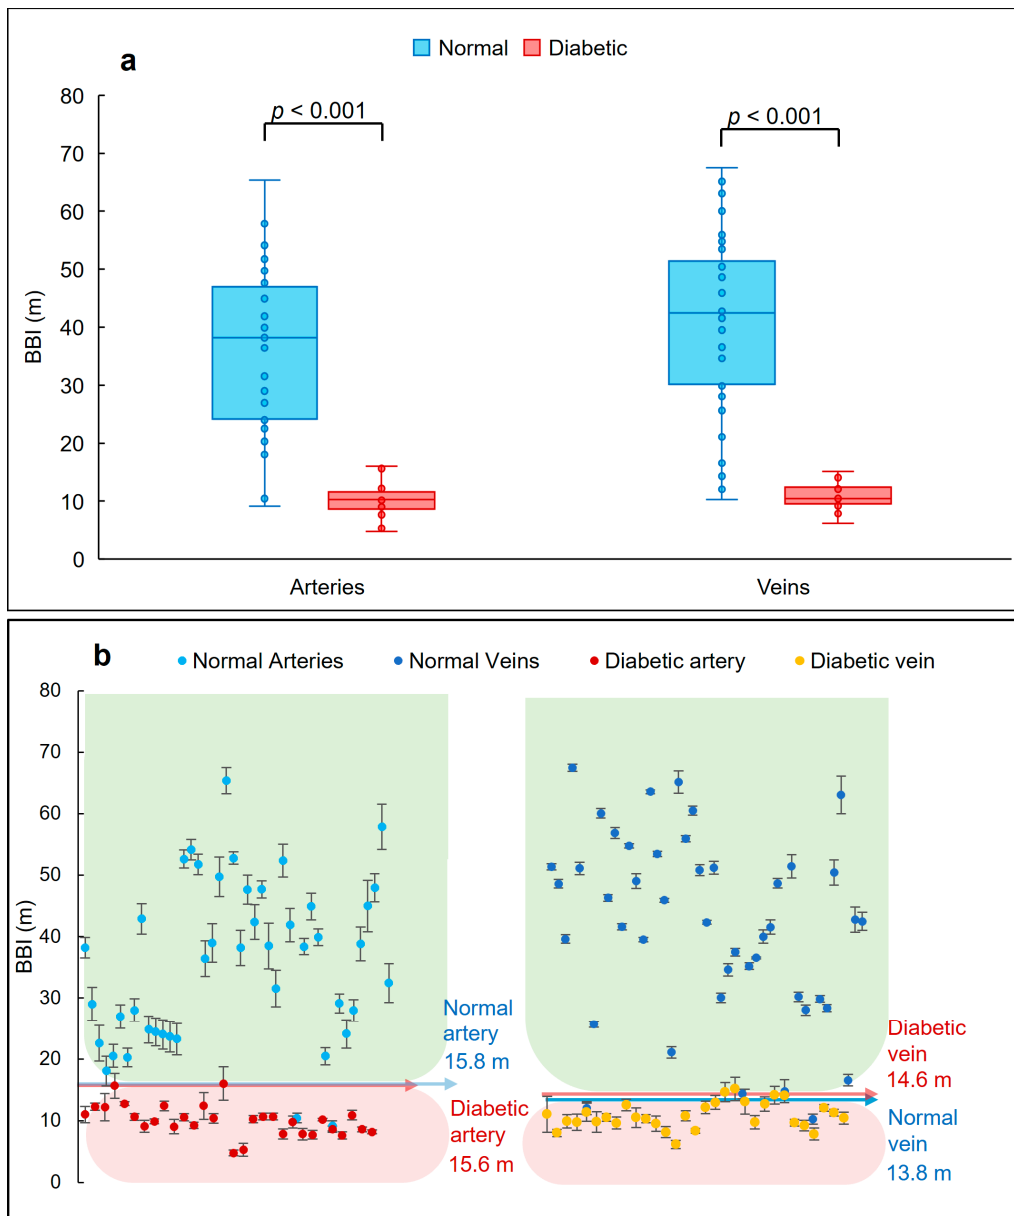 a
Normal Diabetic
80
70
60
50
40
30
20
10
0
BBI (m)
p < 0.001
p < 0.001
Arteries
Veins
b
Normal Arteries Normal Veins Diabetic artery Diabetic vein
80
70
60
50
40
30
20
10
0
BBI (m)
Normal
artery
15.8 m
Diabetic
artery
15.6 m
Diabetic
vein
14.6 m
Normal
vein
13.8 m